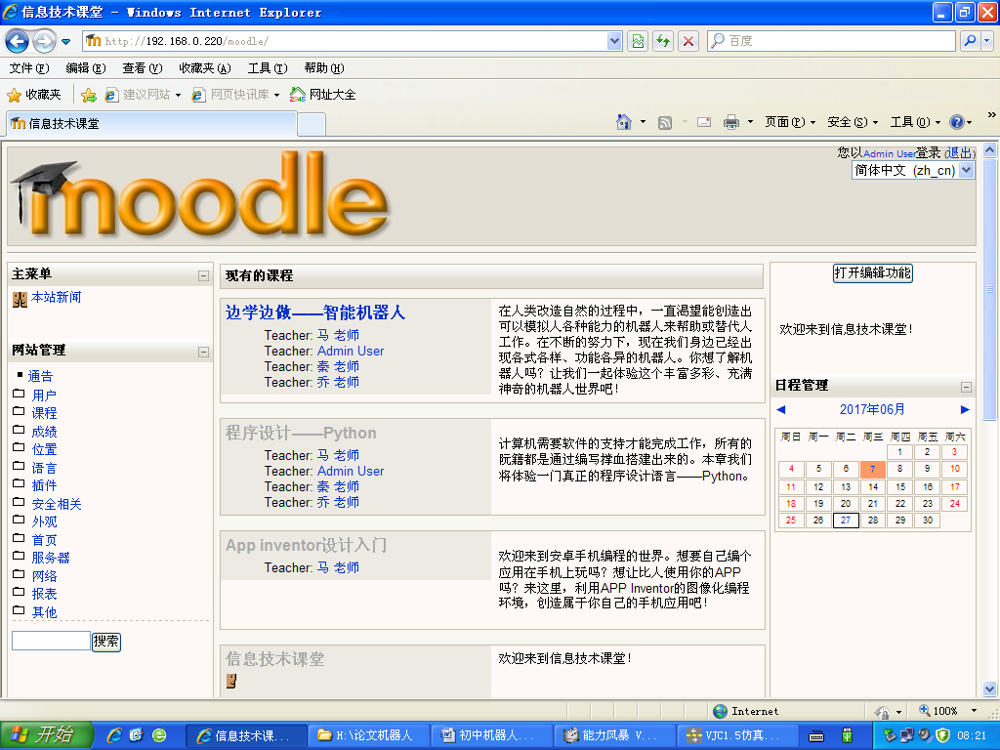 信息技术课堂 - Windows Internet Explorer
http://192.168.0.220/moodle/
百度
文件(F) 编辑(E) 查看(V) 收藏夹(A) 工具(T) 帮助(H)
收藏夹 建议网站 网页快讯库 网址大全
信息技术课堂
页面(P) 安全(S) 工具(O)
moodle
您以Admin User登录 (退出)
简体中文 (zh_cn)
主菜单
本站新闻
网站管理
通告
用户
课程
成绩
位置
语言
插件
安全相关
外观
首页
服务器
网络
报表
其他
搜索
现有的课程
边学边做——智能机器人
Teacher: 马 老师
Teacher: Admin User
Teacher: 秦 老师
Teacher: 乔 老师
在人类改造自然的过程中，一直渴望能创造出
可以模拟人各种能力的机器人来帮助或替代人
工作。在不断的努力下，现在我们身边已经出
现各式各样、功能各异的机器人。你想了解机
器人吗？让我们一起体验这个丰富多彩、充满
神奇的机器人世界吧！
程序设计——Python
Teacher: 马 老师
Teacher: Admin User
Teacher: 秦 老师
Teacher: 乔 老师
计算机需要软件的支持才能完成工作，所有的
都是通过编写 搭建出来的。本章我们
将体验一门真正的程序设计语言——Python。
App inventor设计入门
Teacher: 马 老师
欢迎来到安卓手机编程的世界。想要自己编个
应用在手机上玩吗？想让比人使用你的APP
吗？来这里，利用APP Inventor的图像化编程
环境，创造属于你自己的手机应用吧！
信息技术课堂
欢迎来到信息技术课堂！
打开编辑功能
欢迎来到信息技术课堂！
日程管理
2017年06月
周日 周一 周二 周三 周四 周五 周六
1 2 3
4 5 6 7 8 9 10
11 12 13 14 15 16 17
18 19 20 21 22 23 24
25 26 27 28 29 30
Internet 100%
开始 信息技术课... H:\论文机器人 初中机器人... 能力风暴 V... VJC1.5仿真... 08:21